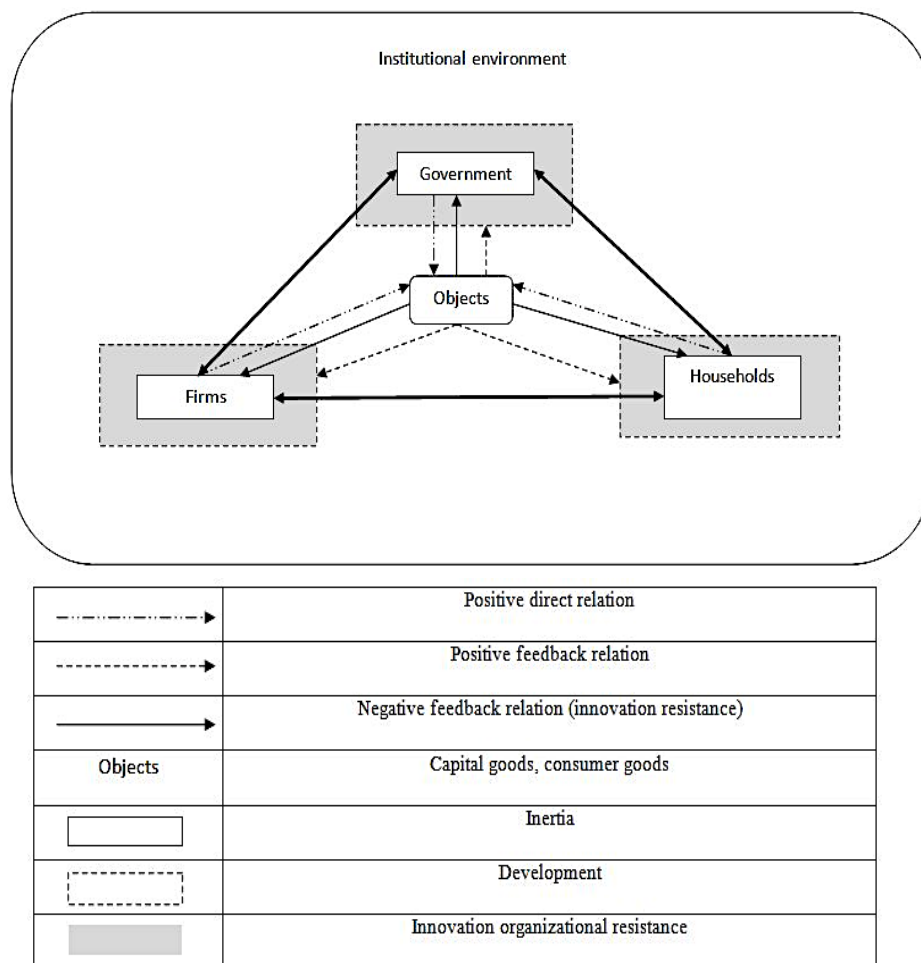 Institutional environment
Government
Objects
Firms
Households
Positive direct relation
Positive feedback relation
Negative feedback relation (innovation resistance)
Objects Capital goods, consumer goods
Inertia
Development
Innovation organizational resistance